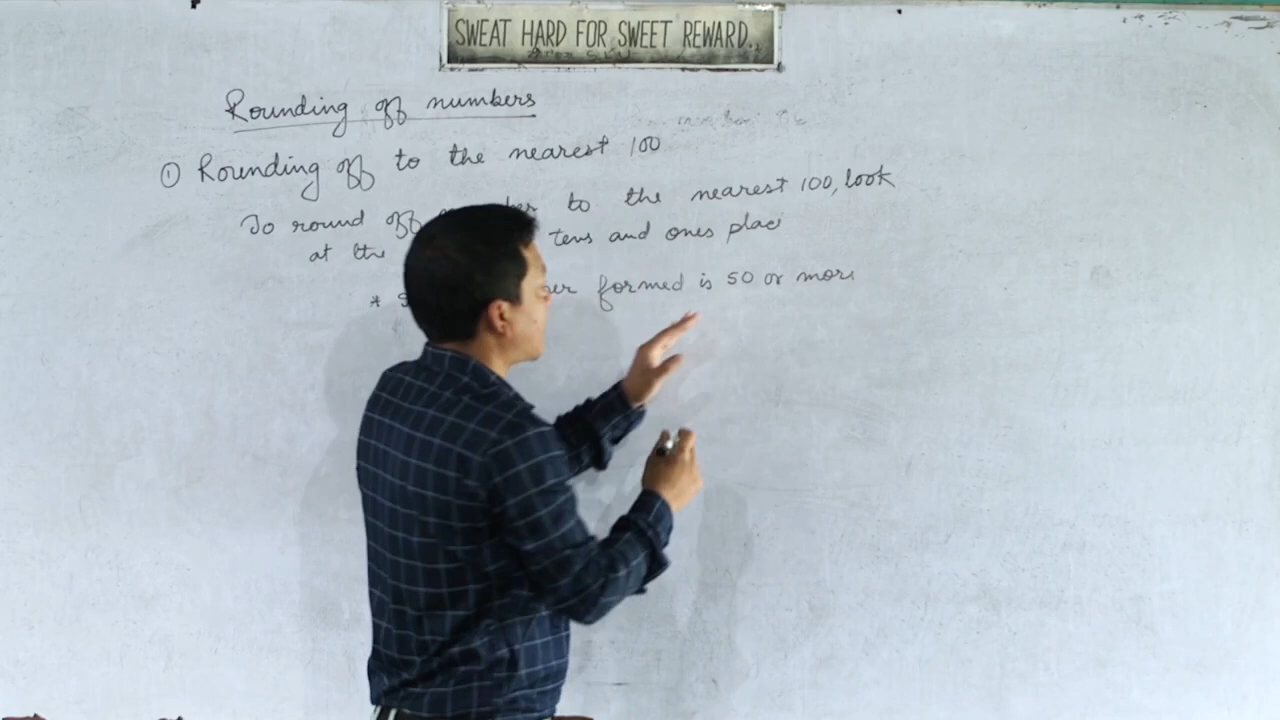 SWEAT HARD FOR SWEET REWARD.
Rounding off numbers
① Rounding off to the nearest 100
To round off to the nearest 100, look
at the tens and ones place
* formed is 50 or more